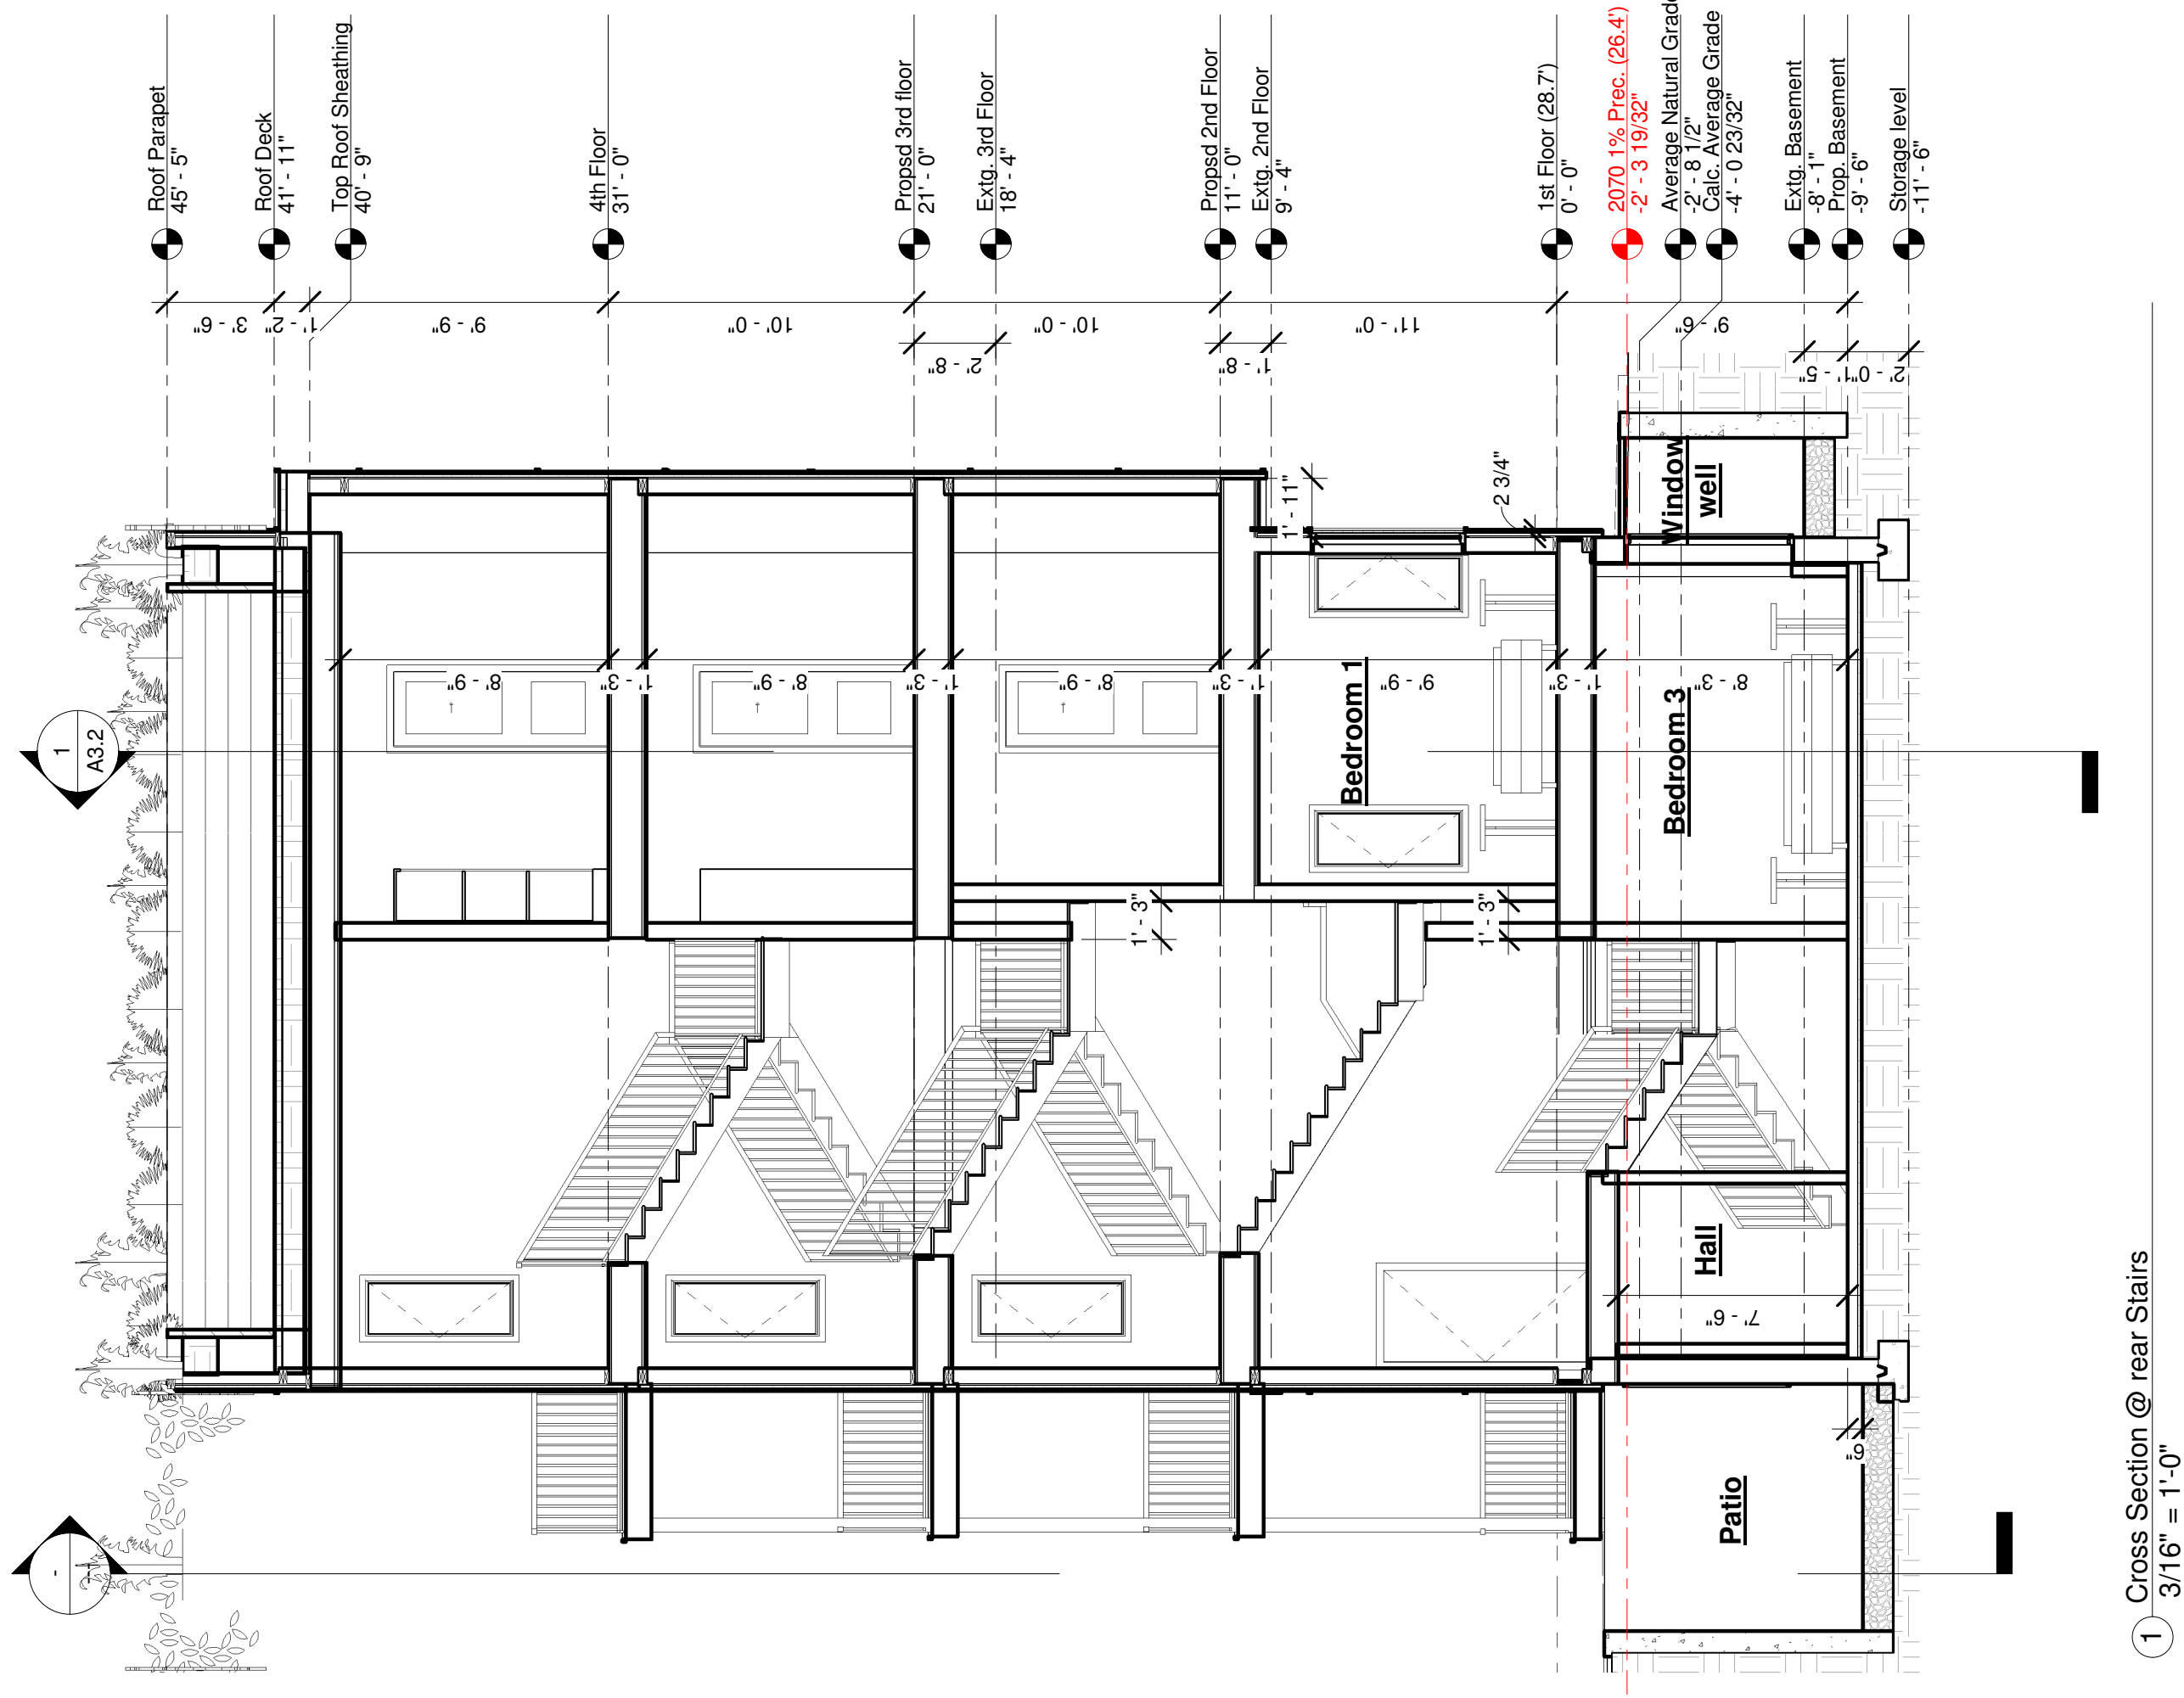 Roof Parapet
45' - 5"
Roof Deck
41' - 11"
Top Roof Sheathing
40' - 9"
4th Floor
31' - 0"
Propsd 3rd floor
21' - 0"
Extg. 3rd Floor
18' - 4"
Propsd 2nd Floor
11' - 0"
Extg. 2nd Floor
9' - 4"
1st Floor (28.7')
0' - 0"
2070 1% Prec. (26.4')
-2' - 3 19/32"
Average Natural Grade
-2' - 8 1/2"
Calc. Average Grade
-4' - 0 23/32"
Extg. Basement
-8' - 1"
Prop. Basement
-9' - 6"
Storage level
-11' - 6"
3' - 6"
1' - 2"
9' - 9"
10' - 0"
10' - 0"
11' - 0"
9' - 6"
2' - 8"
1' - 8"
1' - 5"
2' - 0"
1' - 11"
2 3/4"
Window
well
8' - 9"
1' - 3"
8' - 9"
1' - 3"
8' - 9"
1' - 3"
9' - 9"
1' - 3"
8' - 3"
Bedroom 1
Bedroom 3
1
A3.2
1' - 3"
1' - 3"
Hall
7' - 6"
6"
Patio
-
1
Cross Section @ rear Stairs
3/16" = 1'-0"